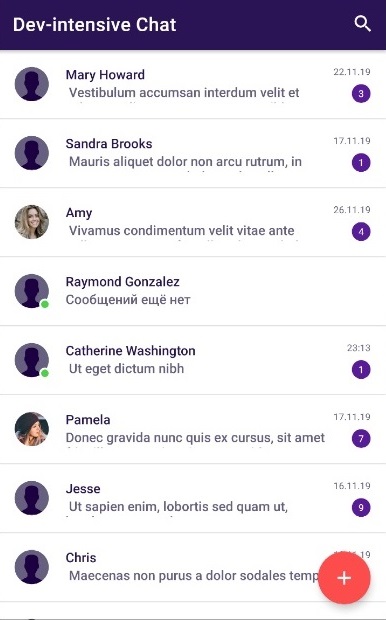 Dev-intensive Chat
Mary Howard
22.11.19
Vestibulum accumsan interdum velit et
3
Sandra Brooks
17.11.19
Mauris aliquet dolor non arcu rutrum, in
1
Amy
26.11.19
Vivamus condimentum velit vitae ante
4
Raymond Gonzalez
Сообщений ещё нет
Catherine Washington
23:13
Ut eget dictum nibh
1
Pamela
17.11.19
Donec gravida nunc quis ex cursus, sit amet
7
Jesse
16.11.19
Ut sapien enim, lobortis sed quam ut,
9
Chris
Maecenas non purus a dolor sodales temp